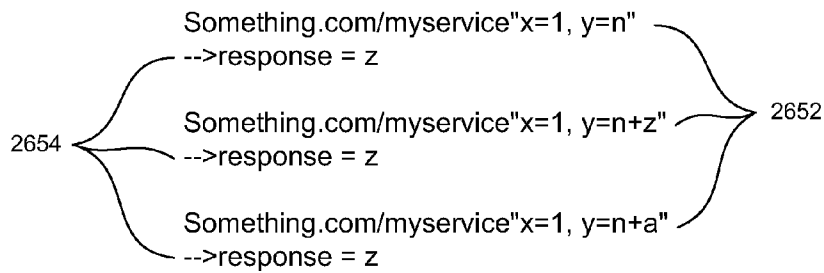 Something.com/myservice"x=1, y=n"
-->response = z
2652
Something.com/myservice"x=1, y=n+z"
2654
-->response = z
Something.com/myservice"x=1, y=n+a"
-->response = z